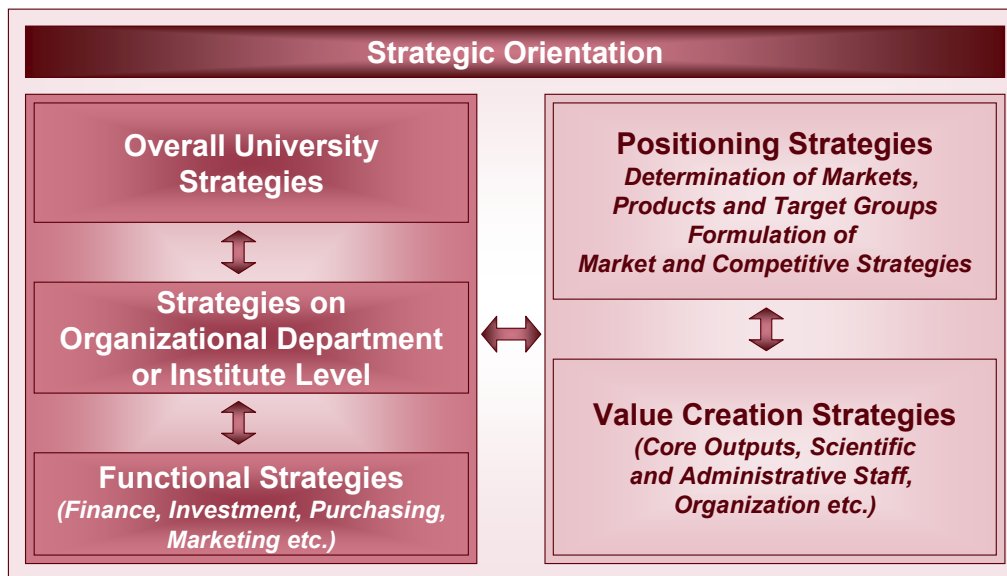 Strategic Orientation
Overall University
Strategies
Strategies on
Organizational Department
or Institute Level
Functional Strategies
(Finance, Investment, Purchasing,
Marketing etc.)
Positioning Strategies
Determination of Markets,
Products and Target Groups
Formulation of
Market and Competitive Strategies
Value Creation Strategies
(Core Outputs, Scientific
and Administrative Staff,
Organization etc.)